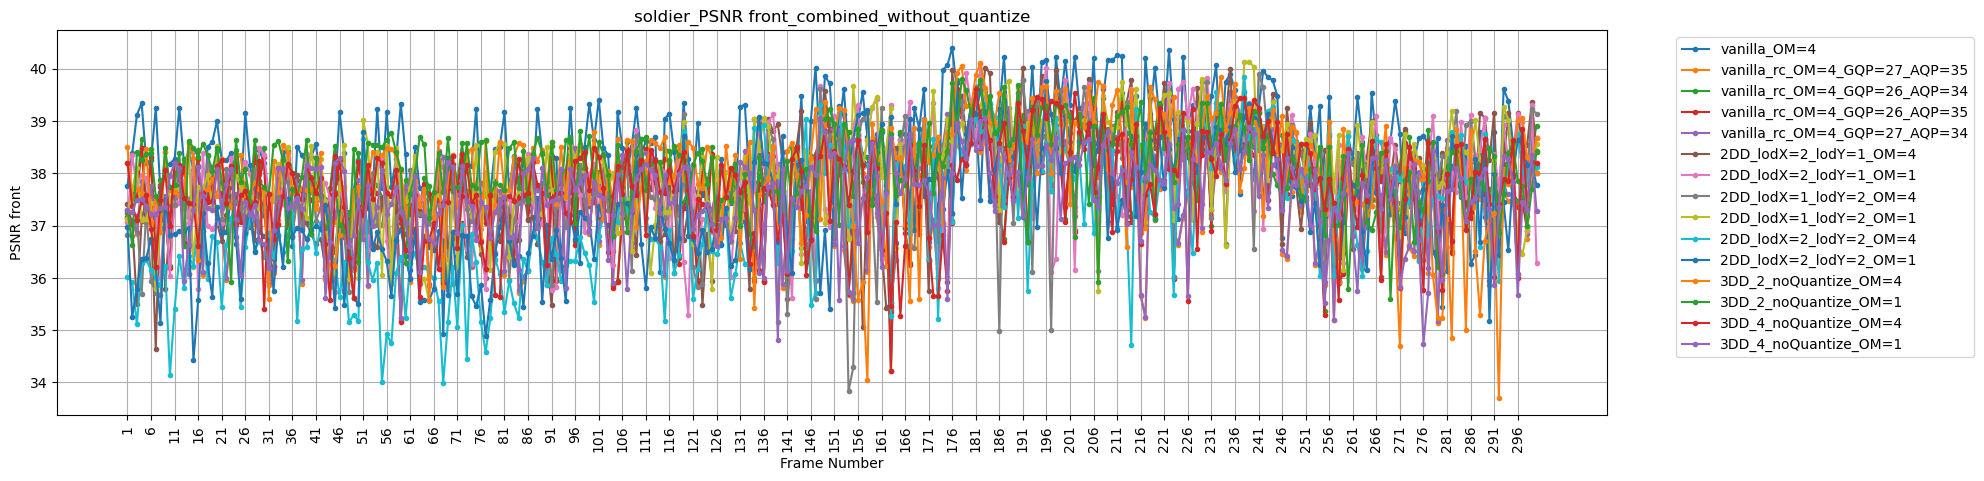 soldier_PSNR front_combined_without_quantize
PSNR front
40
39
38
37
36
35
34
1 6 11 16 21 26 31 36 41 46 51 56 61 66 71 76 81 86 91 96 101 106 111 116 121 126 131 136 141 146 151 156 161 166 171 176 181 186 191 196 201 206 211 216 221 226 231 236 241 246 251 256 261 266 271 276 281 286 291 296
Frame Number
vanilla_OM=4
vanilla_rc_OM=4_GQP=27_AQP=35
vanilla_rc_OM=4_GQP=26_AQP=34
vanilla_rc_OM=4_GQP=26_AQP=35
vanilla_rc_OM=4_GQP=27_AQP=34
2DD_lodX=2_lodY=1_OM=4
2DD_lodX=2_lodY=1_OM=1
2DD_lodX=1_lodY=2_OM=4
2DD_lodX=1_lodY=2_OM=1
2DD_lodX=2_lodY=2_OM=4
2DD_lodX=2_lodY=2_OM=1
3DD_2_noQuantize_OM=4
3DD_2_noQuantize_OM=1
3DD_4_noQuantize_OM=4
3DD_4_noQuantize_OM=1